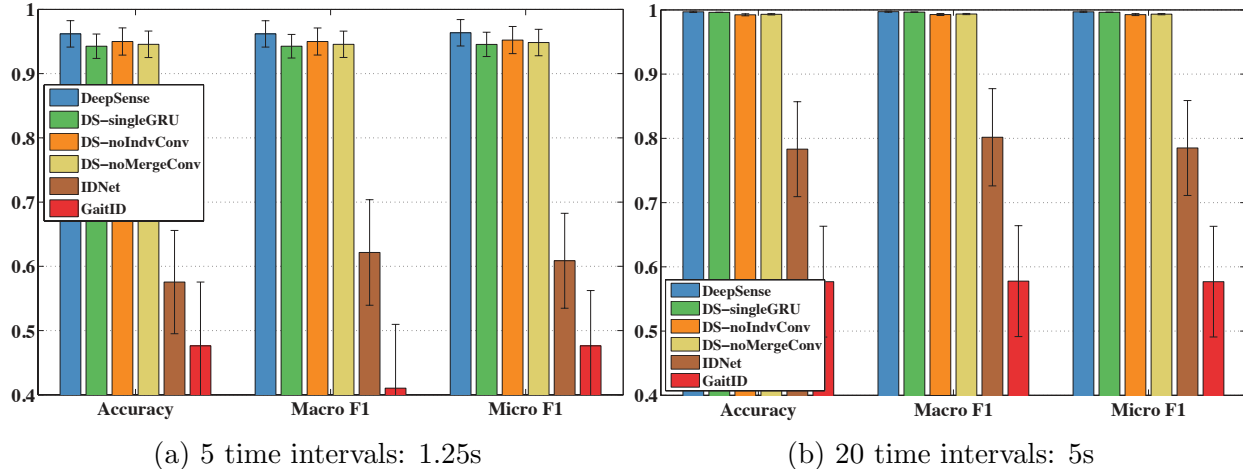 1
0.9
0.8
0.7
0.6
0.5
0.4
DeepSense
DS−singleGRU
DS−noIndvConv
DS−noMergeConv
IDNet
GaitID
Accuracy Macro F1 Micro F1
(a) 5 time intervals: 1.25s
1
0.9
0.8
0.7
0.6
0.5
0.4
DeepSense
DS−singleGRU
DS−noIndvConv
DS−noMergeConv
IDNet
GaitID
Accuracy Macro F1 Micro F1
(b) 20 time intervals: 5s